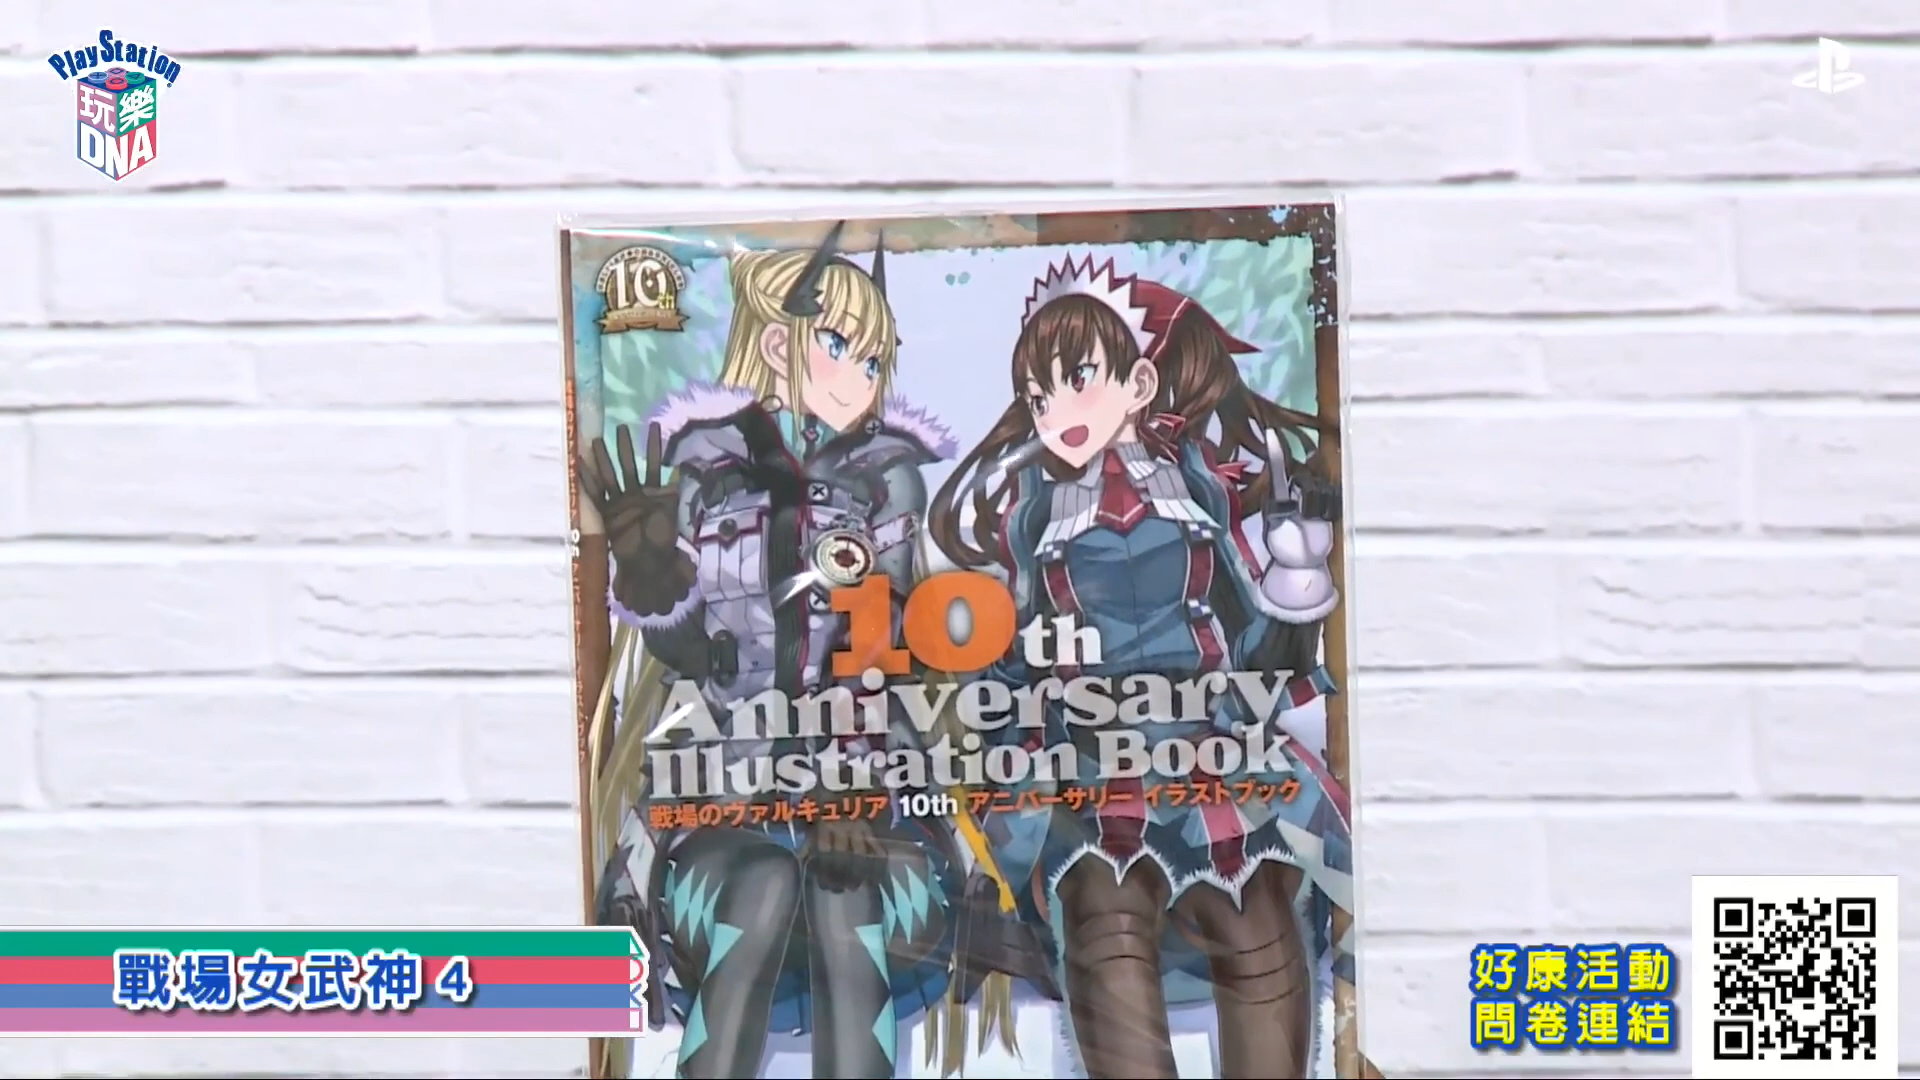 PlayStation
玩樂
DNA
10th
10th
Anniversary
Illustration Book
戦場のヴァルキュリア 10th アニバーサリー イラストブック
戰場女武神 4
好康活動
問卷連結